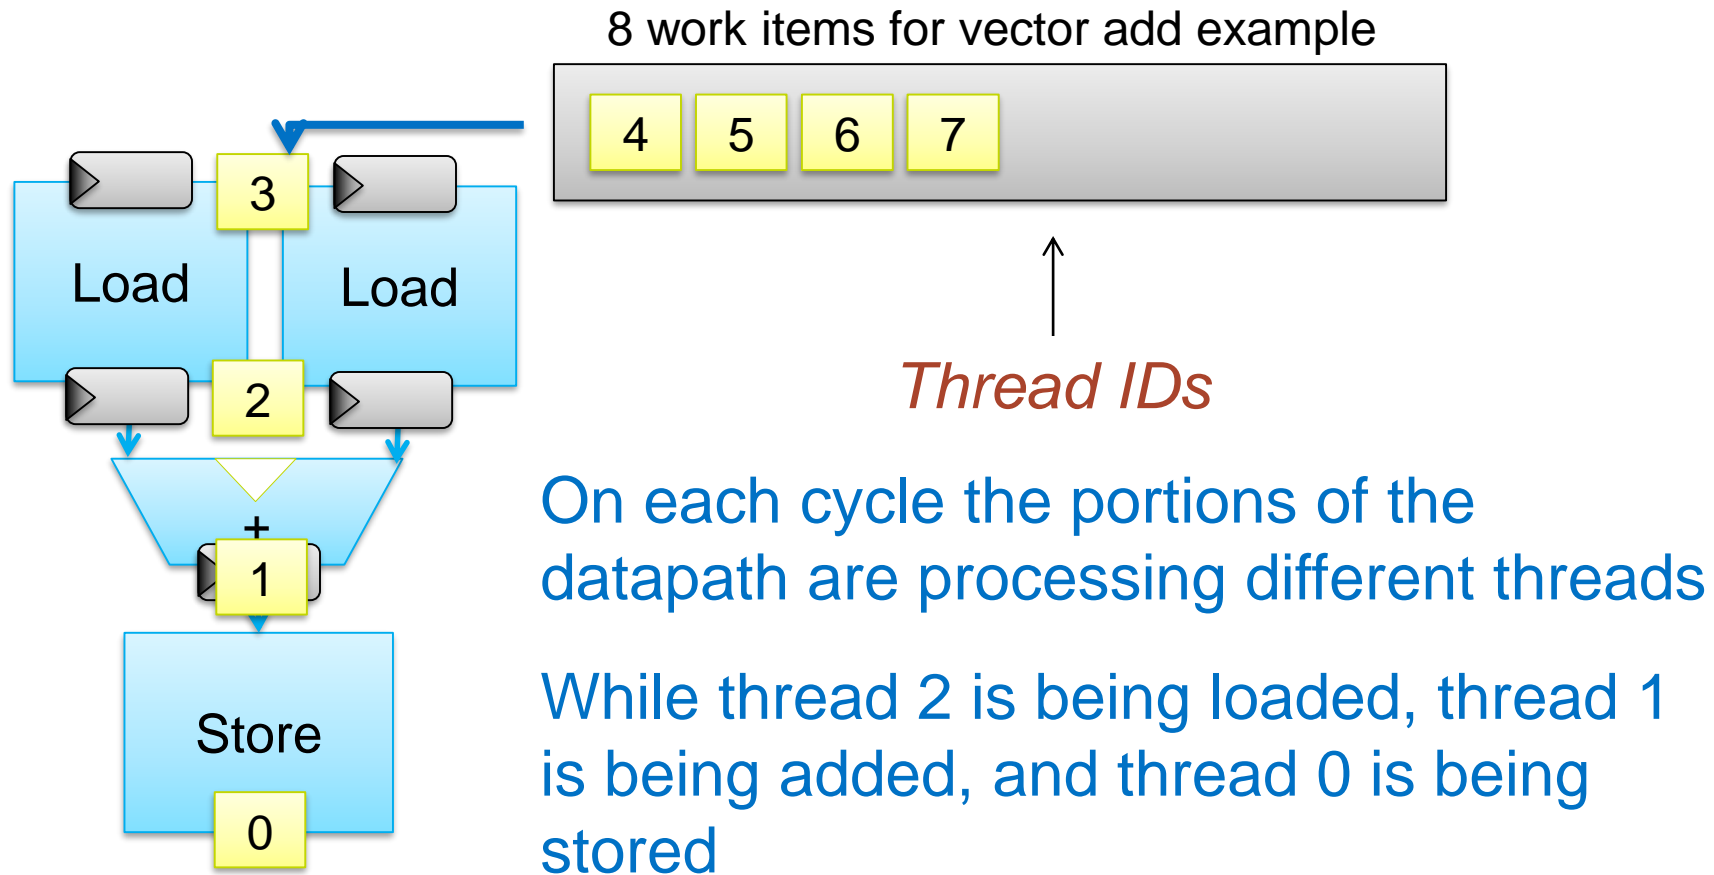 8 work items for vector add example
4 5 6 7
3
Load Load
2
Thread IDs
+
1
Store
0
On each cycle the portions of the
datapath are processing different threads
While thread 2 is being loaded, thread 1
is being added, and thread 0 is being
stored